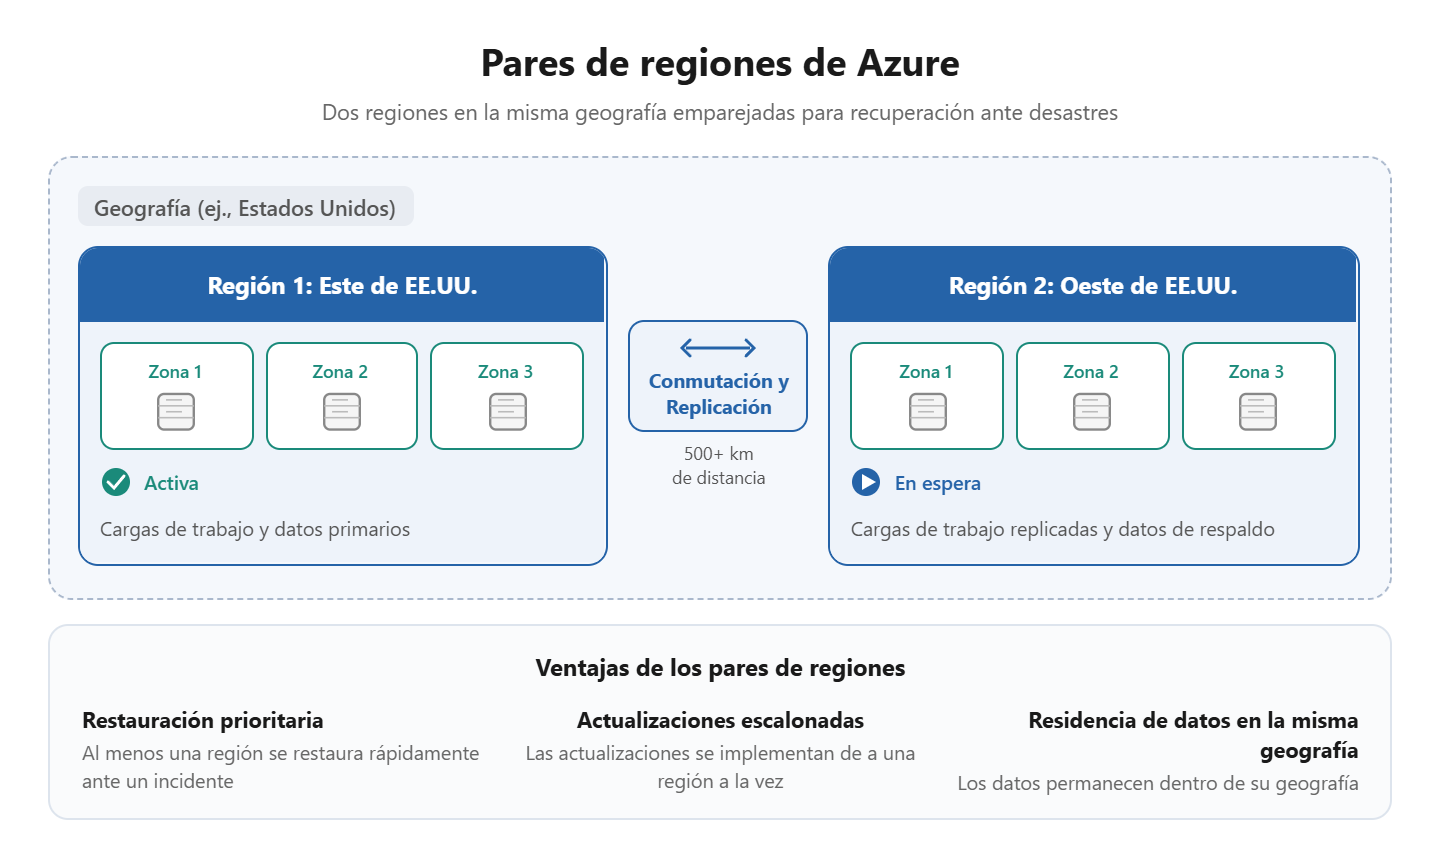 Pares de regiones de Azure
Dos regiones en la misma geografía emparejadas para recuperación ante desastres
Geografía (ej., Estados Unidos)
Región 1: Este de EE.UU.
Zona 1
Zona 2
Zona 3
Activa
Cargas de trabajo y datos primarios
Conmutación y
Replicación
500+ km
de distancia
Región 2: Oeste de EE.UU.
Zona 1
Zona 2
Zona 3
En espera
Cargas de trabajo replicadas y datos de respaldo
Ventajas de los pares de regiones
Restauración prioritaria
Al menos una región se restaura rápidamente
ante un incidente
Actualizaciones escalonadas
Las actualizaciones se implementan de a una
región a la vez
Residencia de datos en la misma
geografía
Los datos permanecen dentro de su geografía